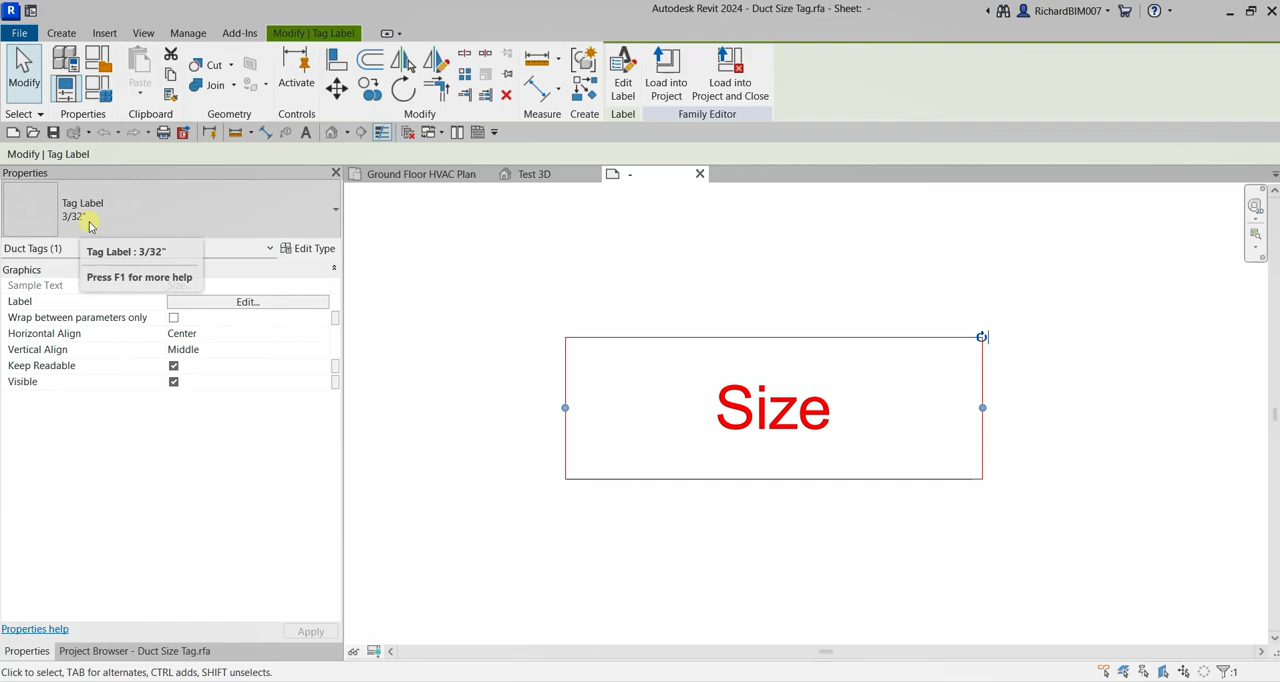 R
Autodesk Revit 2024 - Duct Size Tag.rfa - Sheet: -
RichardBIM007
File Create Insert View Manage Add-Ins Modify | Tag Label
Modify
Paste
Cut
Join
Activate
Edit Label
Load into Project
Load into Project and Close
Select Properties Clipboard Geometry Controls Modify Measure Create Label Family Editor
Modify | Tag Label
Properties
Ground Floor HVAC Plan Test 3D -
Tag Label
3/32"
Duct Tags (1) Edit Type
Tag Label : 3/32"
Press F1 for more help
Graphics
Sample Text
Label Edit...
Wrap between parameters only
Horizontal Align Center
Vertical Align Middle
Keep Readable
Visible
Size
Properties help Apply
Properties Project Browser - Duct Size Tag.rfa
Click to select, TAB for alternates, CTRL adds, SHIFT unselects.
:1